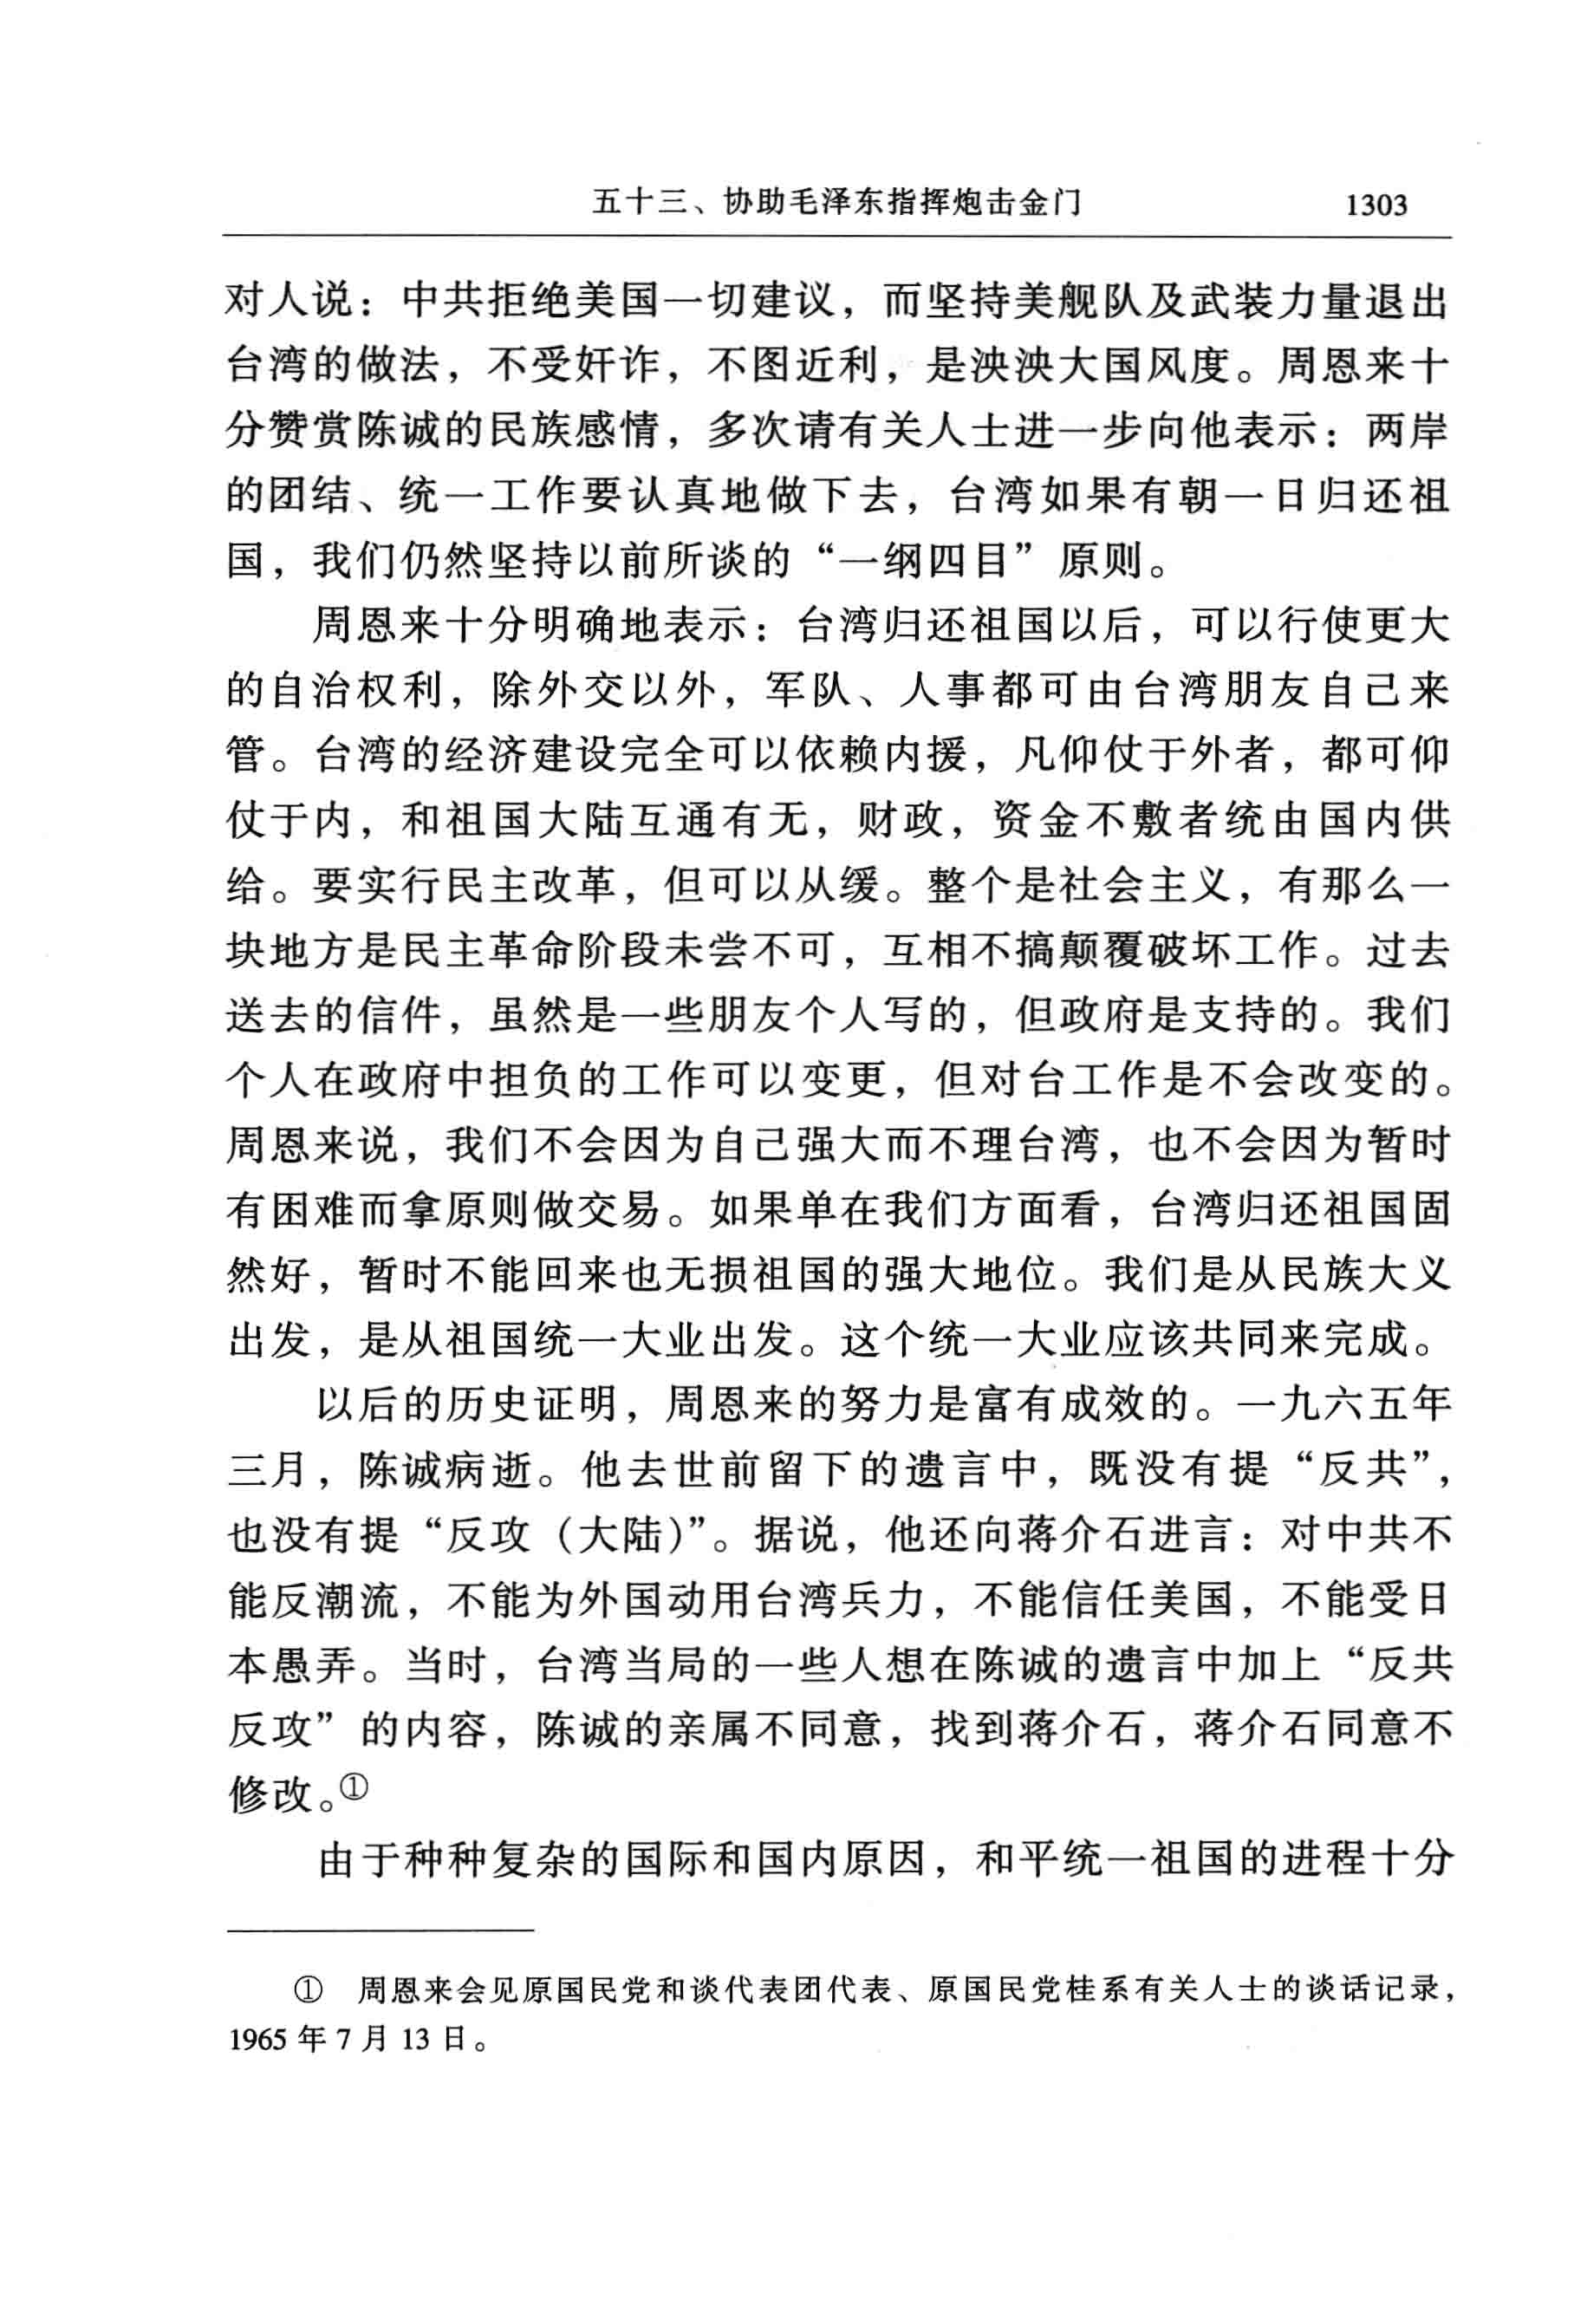 五十三、协助毛泽东指挥炮击金门 1303
对人说：中共拒绝美国一切建议，而坚持美舰队及武装力量退出
台湾的做法，不受奸诈，不图近利，是泱泱大国风度。周恩来十
分赞赏陈诚的民族感情，多次请有关人士进一步向他表示：两岸
的团结、统一工作要认真地做下去，台湾如果有朝一日归还祖
国，我们仍然坚持以前所谈的“一纲四目”原则。
周恩来十分明确地表示：台湾归还祖国以后，可以行使更大
的自治权利，除外交以外，军队、人事都可由台湾朋友自己来
管。台湾的经济建设完全可以依赖内援，凡仰仗于外者，都可仰
仗于内，和祖国大陆互通有无，财政，资金不敷者统由国内供
给。要实行民主改革，但可以从缓。整个是社会主义，有那么一
块地方是民主革命阶段未尝不可，互相不搞颠覆破坏工作。过去
送去的信件，虽然是一些朋友个人写的，但政府是支持的。我们
个人在政府中担负的工作可以变更，但对台工作是不会改变的。
周恩来说，我们不会因为自己强大而不理台湾，也不会因为暂时
有困难而拿原则做交易。如果单在我们方面看，台湾归还祖国固
然好，暂时不能回来也无损祖国的强大地位。我们是从民族大义
出发，是从祖国统一大业出发。这个统一大业应该共同来完成。
以后的历史证明，周恩来的努力是富有成效的。一九六五年
三月，陈诚病逝。他去世前留下的遗言中，既没有提“反共”，
也没有提“反攻（大陆）”。据说，他还向蒋介石进言：对中共不
能反潮流，不能为外国动用台湾兵力，不能信任美国，不能受日
本愚弄。当时，台湾当局的一些人想在陈诚的遗言中加上“反共
反攻”的内容，陈诚的亲属不同意，找到蒋介石，蒋介石同意不
修改。①
由于种种复杂的国际和国内原因，和平统一祖国的进程十分
① 周恩来会见原国民党和谈代表团代表、原国民党桂系有关人士的谈话记录，
1965 年 7 月 13 日。